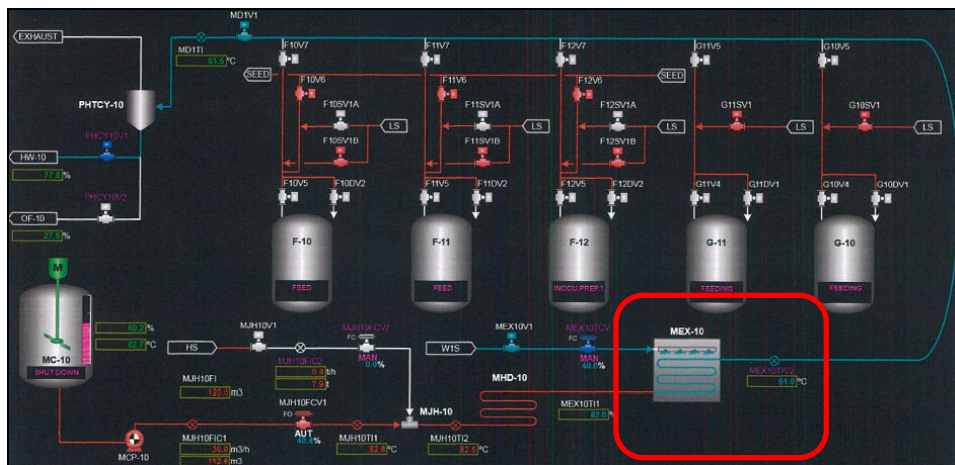 MD1V1
EXHAUST
MD1TI
51.5 °C
F10V7
F11V7
F12V7
G11V5
G10V5
SEED
SEED
F10V6
F11V6
F12V6
PHTCY-10
F10SV1A
F11SV1A
F12SV1A
G11SV1
G10SV1
LS
LS
LS
LS
LS
PHCY10V1
F10SV1B
F11SV1B
F12SV1B
HW-10
77.8 %
PHCY10V2
F10V5
F10DV2
F11V5
F11DV2
F12V5
F12DV2
G11V4
G11DV1
G10V4
G10DV1
OF-10
27.5 %
F-10
F-11
F-12
G-11
G-10
M
FEED
FEED
INOCU.PREP.1
FEEDING
FEEDING
60.2 %
82.7 °C
MC-10
SHUT DOWN
MJH10V1
MJH10FCV2
FC
MAN
0.0%
HS
MJH10FIC2
0.4 t/h
7.9 t
MEX10V1
MEX10TCV
FC
MAN
40.0%
W1S
MEX-10
MEX10TIC2
51.0 °C
MHD-10
MJH10FI
120.0 m3
MJH10FCV1
FO
AUT
40.4%
MJH-10
MEX10TI1
82.0 °
MCP-10
MJH10FIC1
30.0 m3/h
112.4 m3
MJH10TI1
82.8 °C
MJH10TI2
82.6 °C